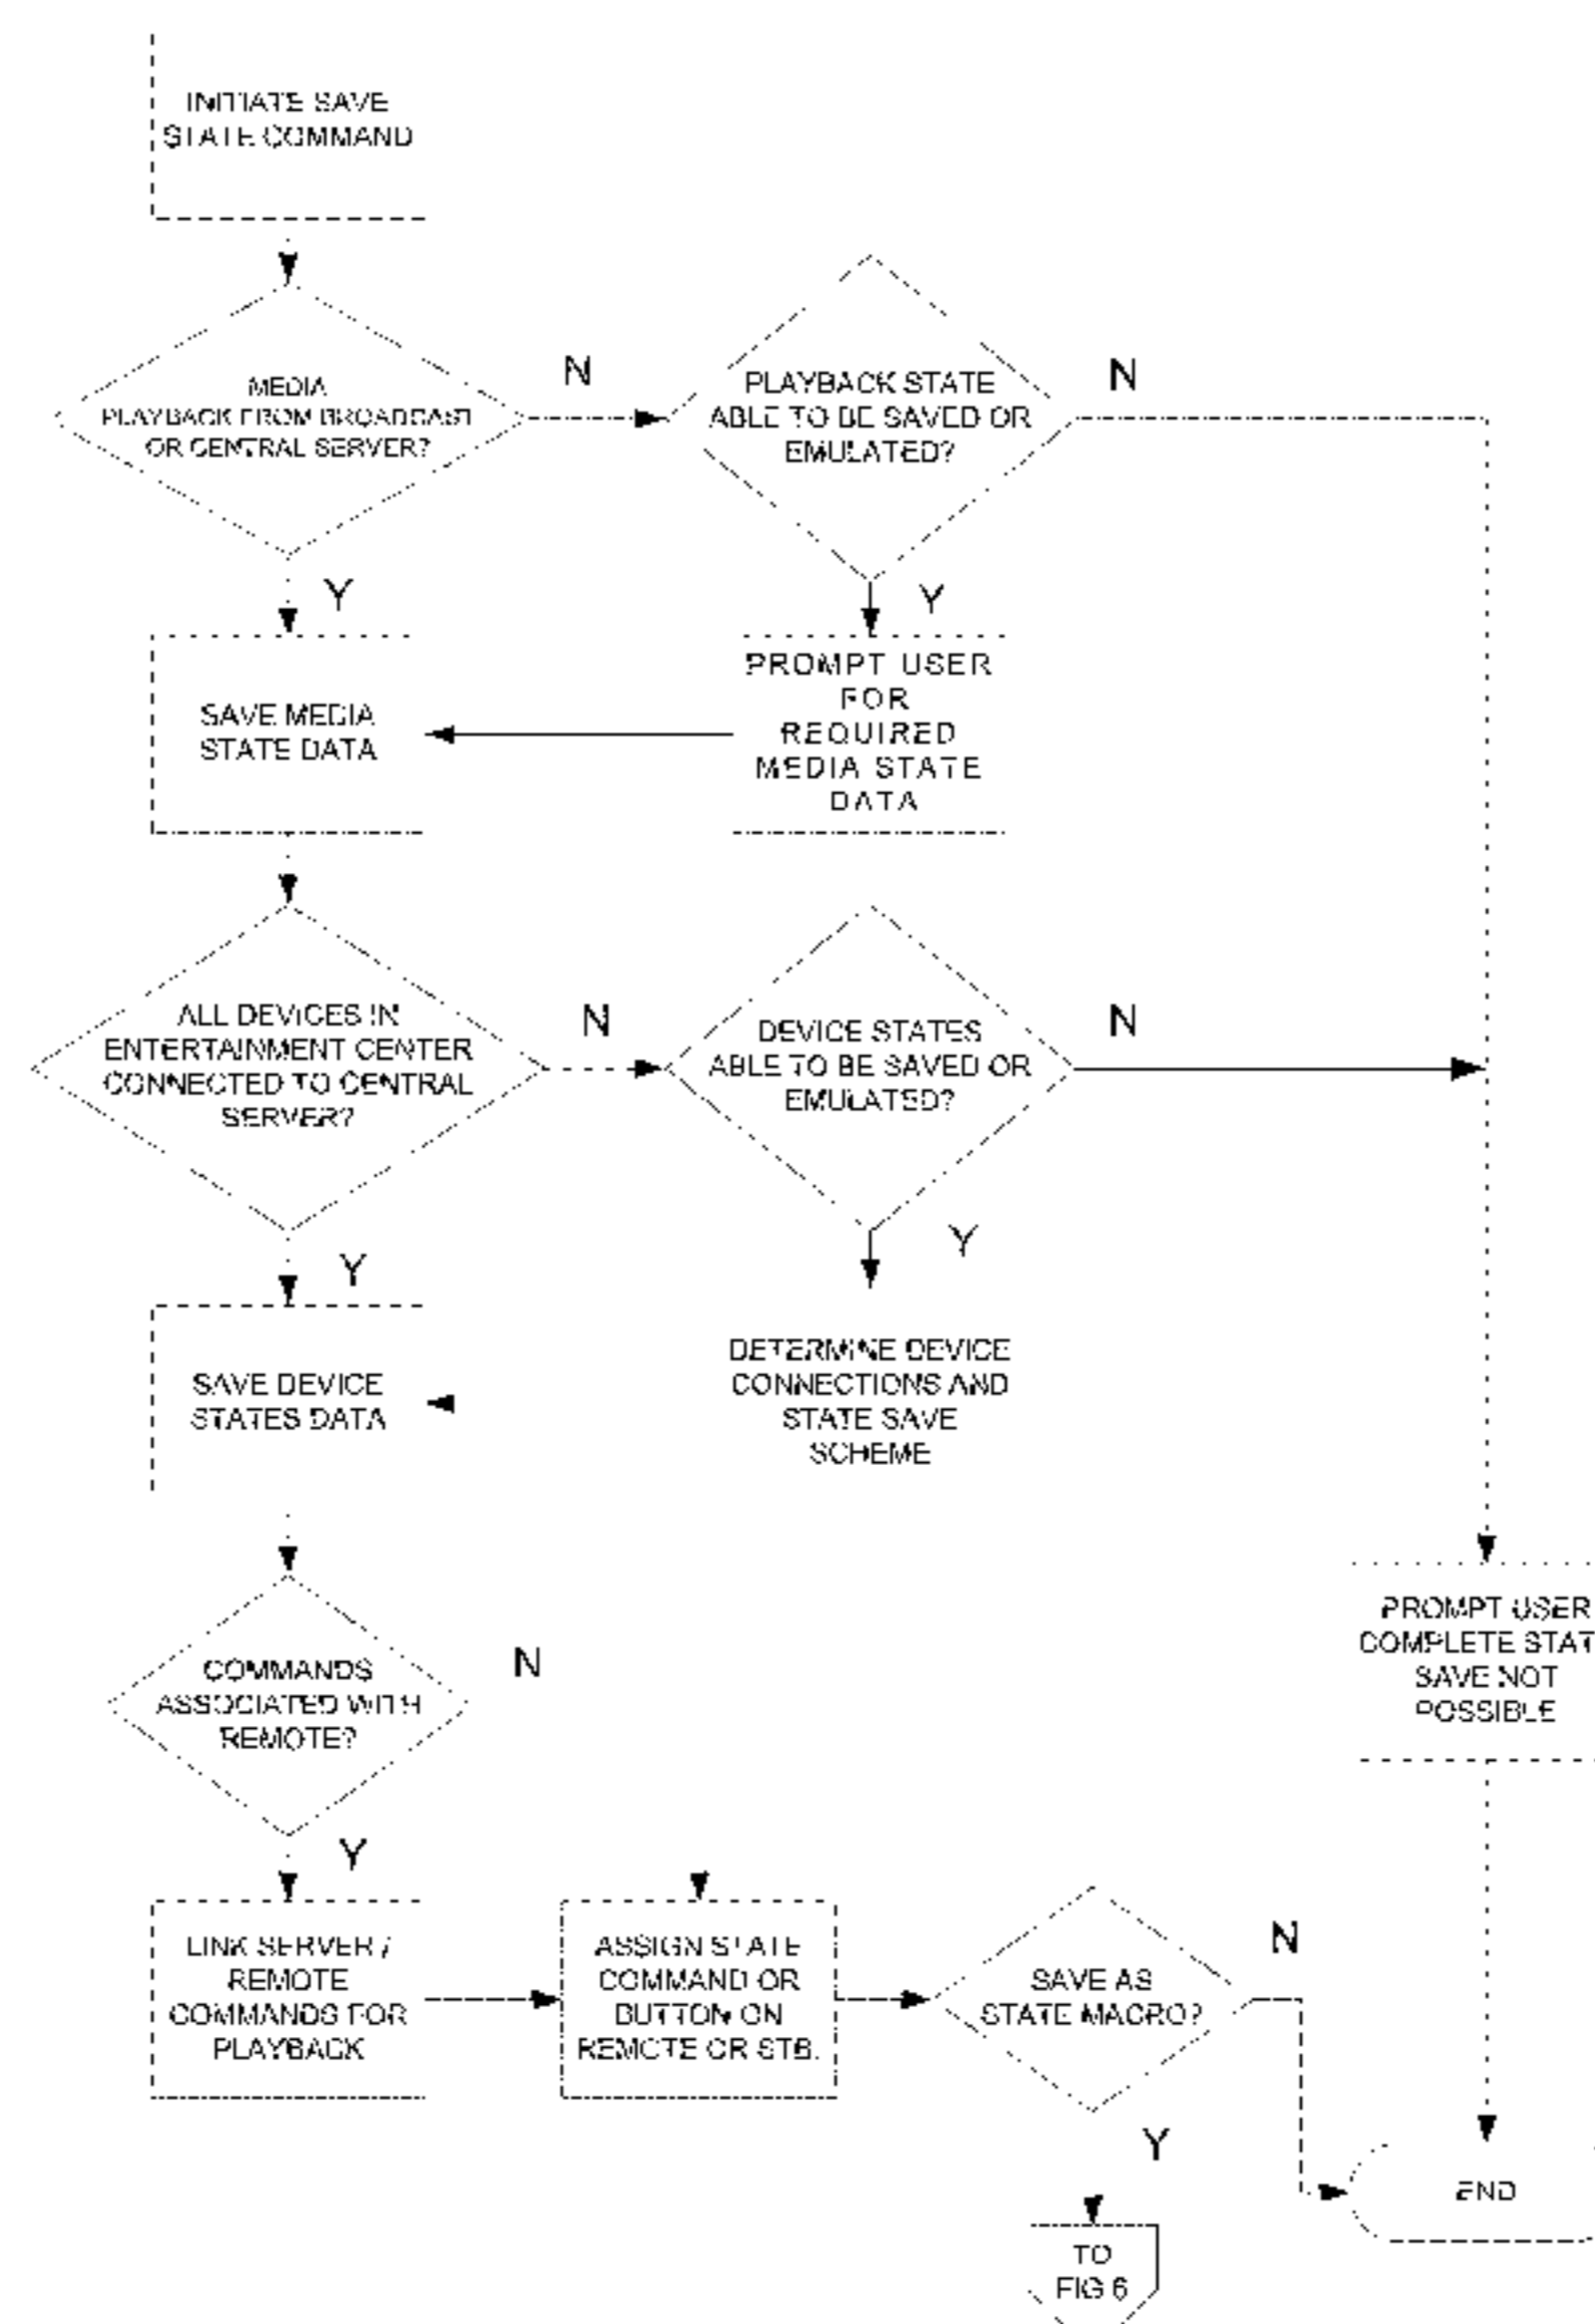 INITIATE SAVE
STATE COMMAND
MEDIA
PLAYBACK FROM BROADCAST
OR CENTRAL SERVER?
N
PLAYBACK STATE
ABLE TO BE SAVED OR
EMULATED?
N
Y
Y
SAVE MEDIA
STATE DATA
PROMPT USER
FOR
REQUIRED
MEDIA STATE
DATA
ALL DEVICES IN
ENTERTAINMENT CENTER
CONNECTED TO CENTRAL
SERVER?
N
DEVICE STATES
ABLE TO BE SAVED OR
EMULATED?
N
Y
Y
SAVE DEVICE
STATES DATA
DETERMINE DEVICE
CONNECTIONS AND
STATE SAVE
SCHEME
COMMANDS
ASSOCIATED WITH
REMOTE?
N
PROMPT USER
COMPLETE STAT
SAVE NOT
POSSIBLE
Y
LINK SERVER /
REMOTE
COMMANDS FOR
PLAYBACK
ASSIGN STATE
COMMAND OR
BUTTON ON
REMOTE OR STB.
SAVE AS
STATE MACRO?
N
Y
END
TO
FIG 6